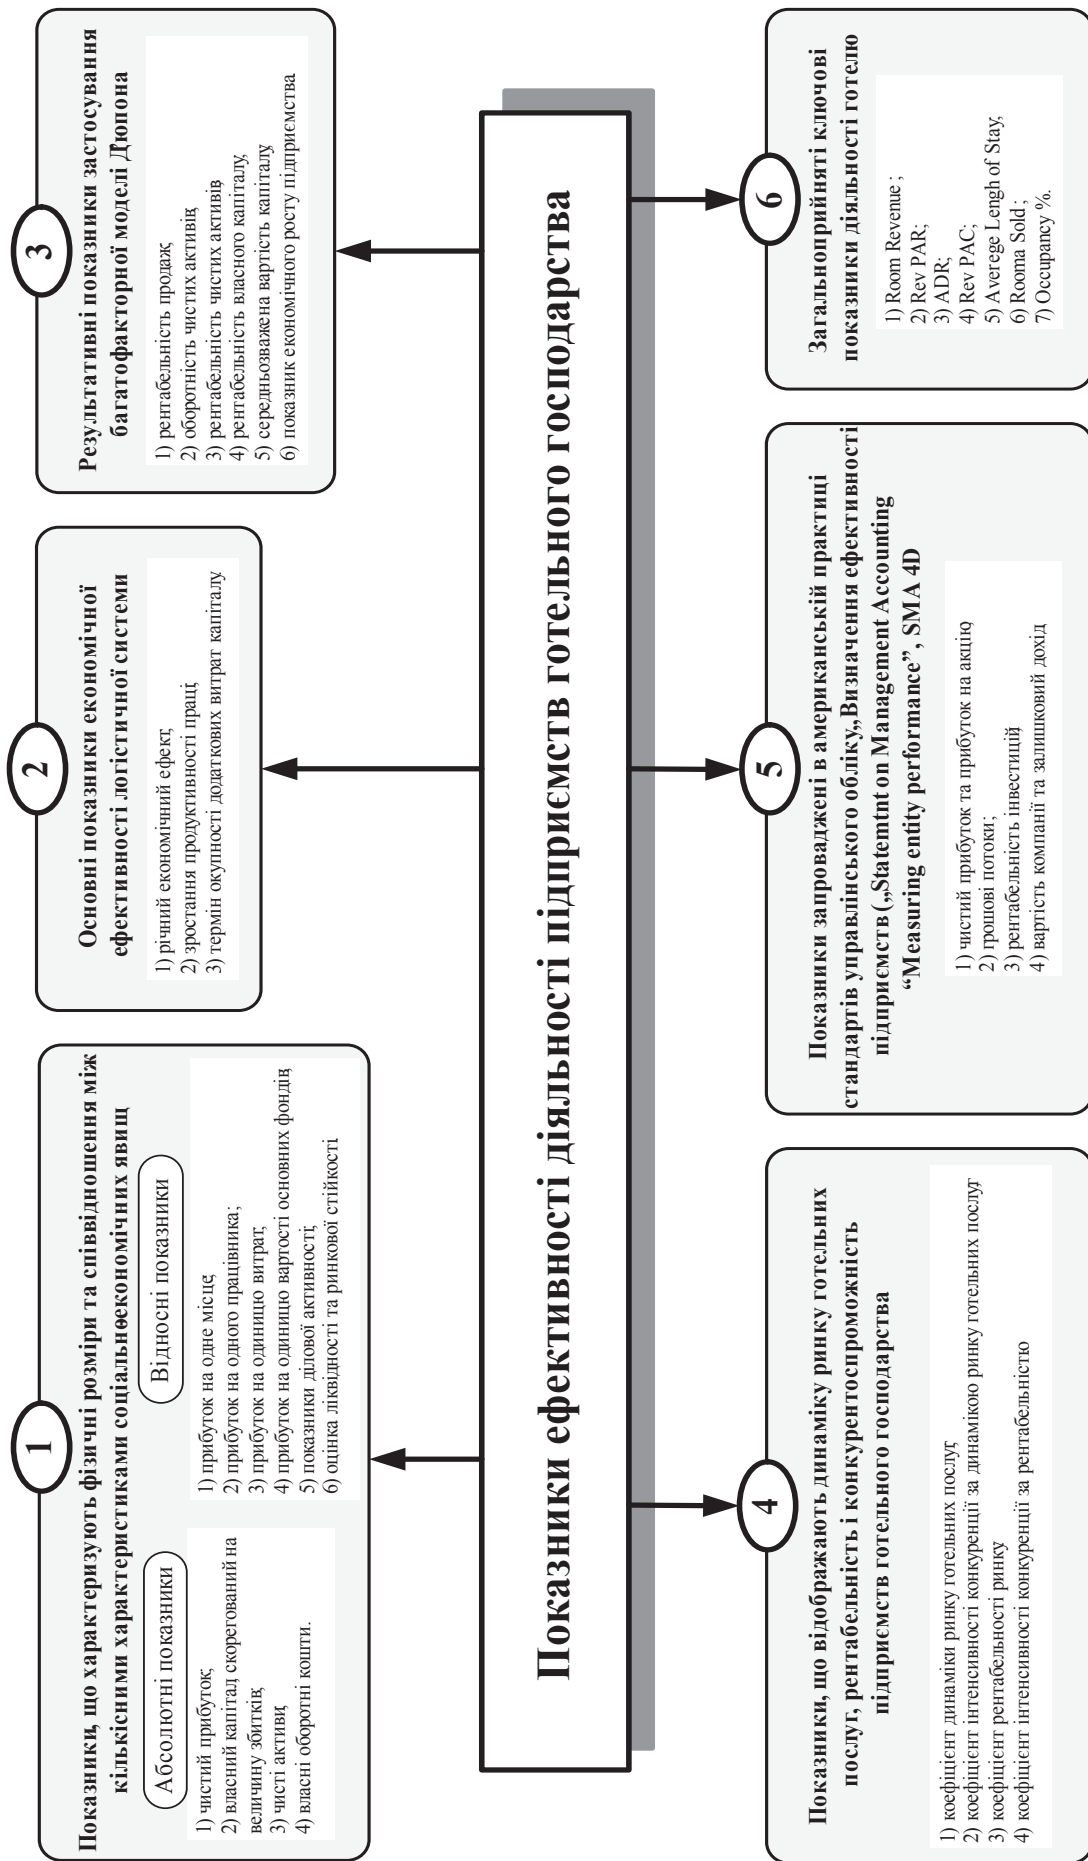 1
Показники, що характеризують фізичні розміри та співвідношення між
кількісними характеристиками соціальноекономічних явищ
Абсолютні показники
1) чистий прибуток;
2) власний капітал, скорегований на
величину збитків;
3) чисті активи;
4) власні оборотні кошти.
Відносні показники
1) прибуток на одне місце;
2) прибуток на одного працівника;
3) прибуток на одиницю витрат;
4) прибуток на одиницю вартості основних фондів;
5) показники ділової активності;
6) оцінка ліквідності та ринкової стійкості
2
Основні показники економічної
ефективності логістичної системи
1) річний економічний ефект;
2) зростання продуктивності праці;
3) термін окупності додаткових витрат капіталу
3
Результативні показники застосування
багатофакторної моделі Дюпона
1) рентабельність продаж;
2) оборотність чистих активів;
3) рентабельність чистих активів;
4) рентабельність власного капіталу;
5) середньозважена вартість капіталу;
6) показник економічного росту підприємства
Показники ефективності діяльності підприємств готельного господарства
4
Показники, що відображають динаміку ринку готельних
послуг, рентабельність і конкурентоспроможність
підприємств готельного господарства
1) коефіцієнт динаміки ринку готельних послуг;
2) коефіцієнт інтенсивності конкуренції за динамікою ринку готельних послуг;
3) коефіцієнт рентабельності ринку
4) коефіцієнт інтенсивності конкуренції за рентабельністю
5
Показники запроваджені в американській практиці
стандартів управлінського обліку„Визначення ефективності
підприємств („Statemtnt on Management Accounting
“Measuring entity performance”, SMA 4D
1) чистий прибуток та прибуток на акцію;
2) грошові потоки;
3) рентабельність інвестицій;
4) вартість компанії та залишковий дохід
6
Загальноприйняті ключові
показники діяльності готелю
1) Room Revenue ;
2) Rev PAR;
3) ADR;
4) Rev PAC;
5) Averege Lengh of Stay;
6) Rooma Sold ;
7) Occupancy %.